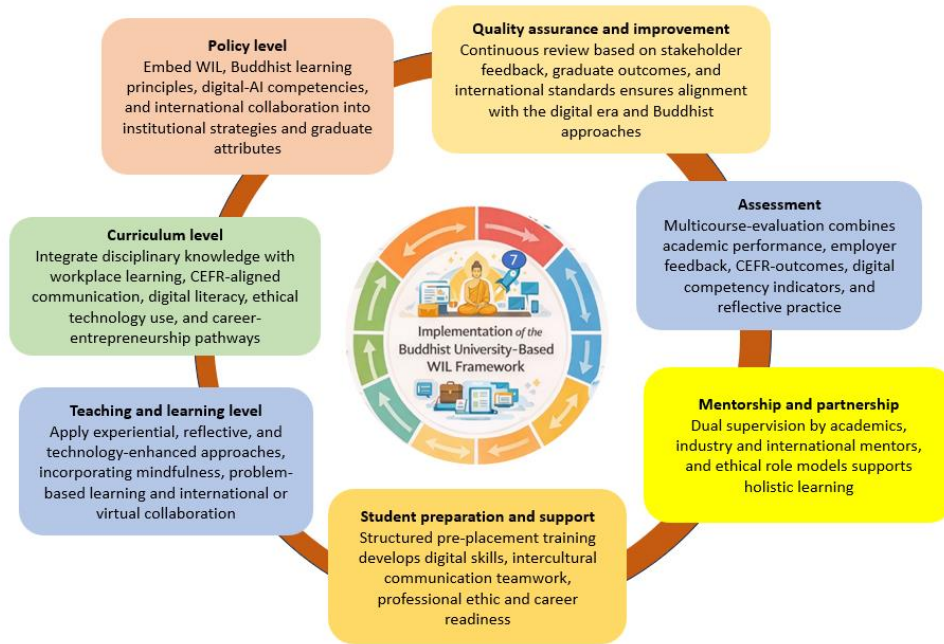 Policy level
Embed WIL, Buddhist learning
principles, digital-AI competencies,
and international collaboration into
institutional strategies and graduate
attributes
Quality assurance and improvement
Continuous review based on stakeholder
feedback, graduate outcomes, and
international standards ensures alignment
with the digital era and Buddhist
approaches
Curriculum level
Integrate disciplinary knowledge with
workplace learning, CEFR-aligned
communication, digital literacy, ethical
technology use, and career-
entrepreneurship pathways
Assessment
Multicourse-evaluation combines
academic performance, employer
feedback, CEFR-outcomes, digital
competency indicators, and
reflective practice
7
Implementation of the
Buddhist University-Based
WIL Framework
Teaching and learning level
Apply experiential, reflective, and
technology-enhanced approaches,
incorporating mindfulness, problem-
based learning and international or
virtual collaboration
Mentorship and partnership
Dual supervision by academics,
industry and international mentors,
and ethical role models supports
holistic learning
Student preparation and support
Structured pre-placement training
develops digital skills, intercultural
communication teamwork,
professional ethic and career
readiness